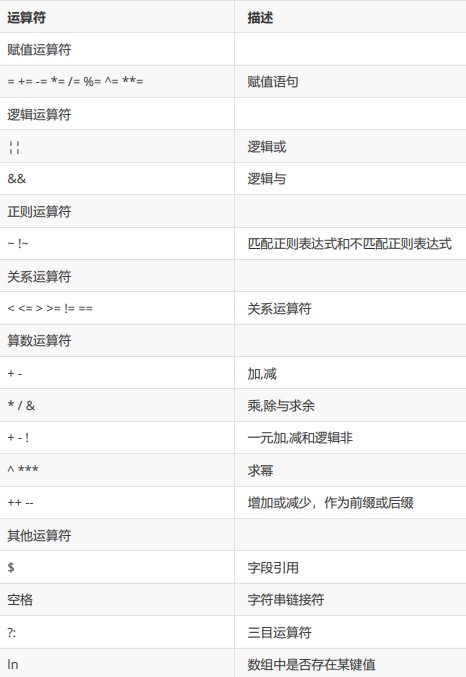 运算符 描述
赋值运算符
= += -= *= /= %= ^= **= 赋值语句
逻辑运算符
¦¦ 逻辑或
&& 逻辑与
正则运算符
~ !~ 匹配正则表达式和不匹配正则表达式
关系运算符
< <= > >= != == 关系运算符
算数运算符
+ - 加,减
* / & 乘,除与求余
+ - ! 一元加,减和逻辑非
^ *** 求幂
++ -- 增加或减少，作为前缀或后缀
其他运算符
$ 字段引用
空格 字符串链接符
?: 三目运算符
ln 数组中是否存在某键值